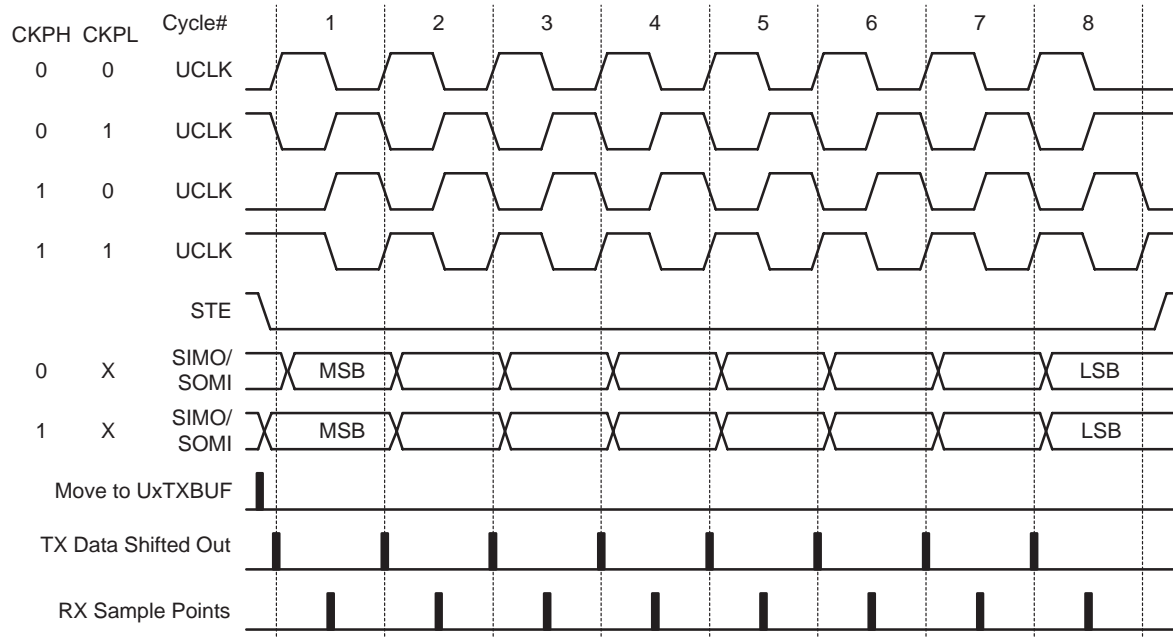 CKPH CKPL Cycle# 1 2 3 4 5 6 7 8
0 0 UCLK
0 1 UCLK
1 0 UCLK
1 1 UCLK
STE
0 X SIMO/
SOMI MSB LSB
1 X SIMO/
SOMI MSB LSB
Move to UxTXBUF
TX Data Shifted Out
RX Sample Points